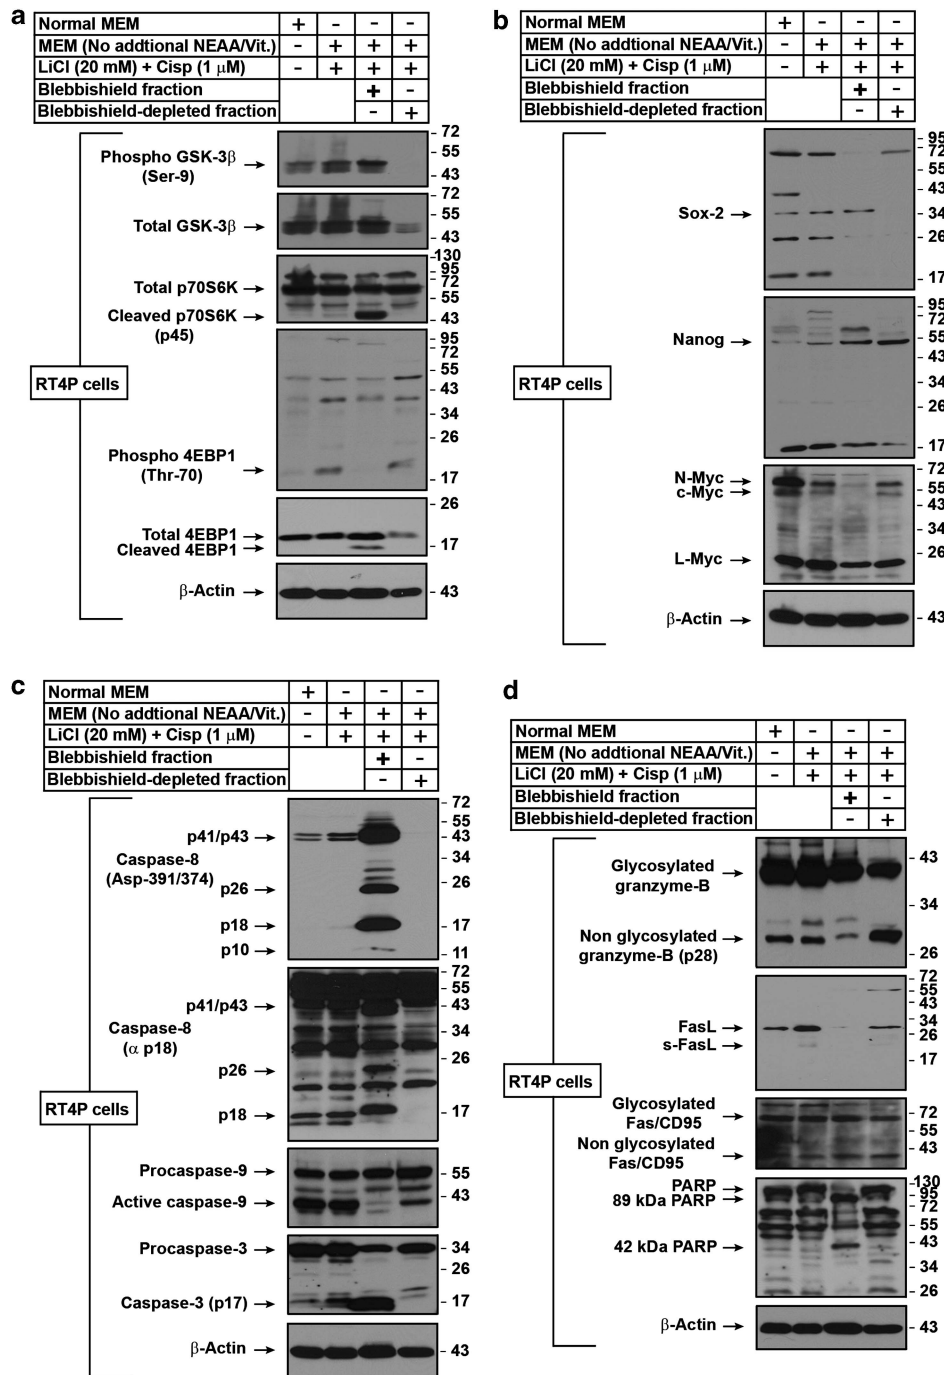 a
Normal MEM + - - -
MEM (No addtional NEAA/Vit.) - + + +
LiCl (20 mM) + Cisp (1 μM) - + + +
Blebbishield fraction + -
Blebbishield-depleted fraction - +
72
Phospho GSK-3β
(Ser-9)
55
43
72
Total GSK-3β
55
43
130
95
Total p70S6K
72
55
Cleaved p70S6K
(p45)
43
95
72
55
RT4P cells
43
34
26
Phospho 4EBP1
(Thr-70)
17
26
Total 4EBP1
Cleaved 4EBP1
17
β-Actin
43
b
Normal MEM + - - -
MEM (No addtional NEAA/Vit.) - + + +
LiCl (20 mM) + Cisp (1 μM) - + + +
Blebbishield fraction + -
Blebbishield-depleted fraction - +
95
72
55
43
Sox-2
34
26
17
95
72
Nanog
55
43
RT4P cells
34
26
17
72
N-Myc
c-Myc
55
43
34
L-Myc
26
β-Actin
43
c
Normal MEM + - - -
MEM (No addtional NEAA/Vit.) - + + +
LiCl (20 mM) + Cisp (1 μM) - + + +
Blebbishield fraction + -
Blebbishield-depleted fraction - +
72
55
p41/p43
43
Caspase-8
(Asp-391/374)
34
p26
26
p18
17
p10
11
72
55
p41/p43
43
Caspase-8
(α p18)
34
26
p26
RT4P cells
p18
17
Procaspase-9
55
Active caspase-9
43
Procaspase-3
34
26
Caspase-3 (p17)
17
β-Actin
43
d
Normal MEM + - - -
MEM (No addtional NEAA/Vit.) - + + +
LiCl (20 mM) + Cisp (1 μM) - + + +
Blebbishield fraction + -
Blebbishield-depleted fraction - +
43
Glycosylated
granzyme-B
34
Non glycosylated
granzyme-B (p28)
26
72
55
43
FasL
34
26
s-FasL
17
RT4P cells
Glycosylated
Fas/CD95
72
55
Non glycosylated
Fas/CD95
43
PARP
130
89 kDa PARP
95
72
55
42 kDa PARP
43
34
26
β-Actin
43